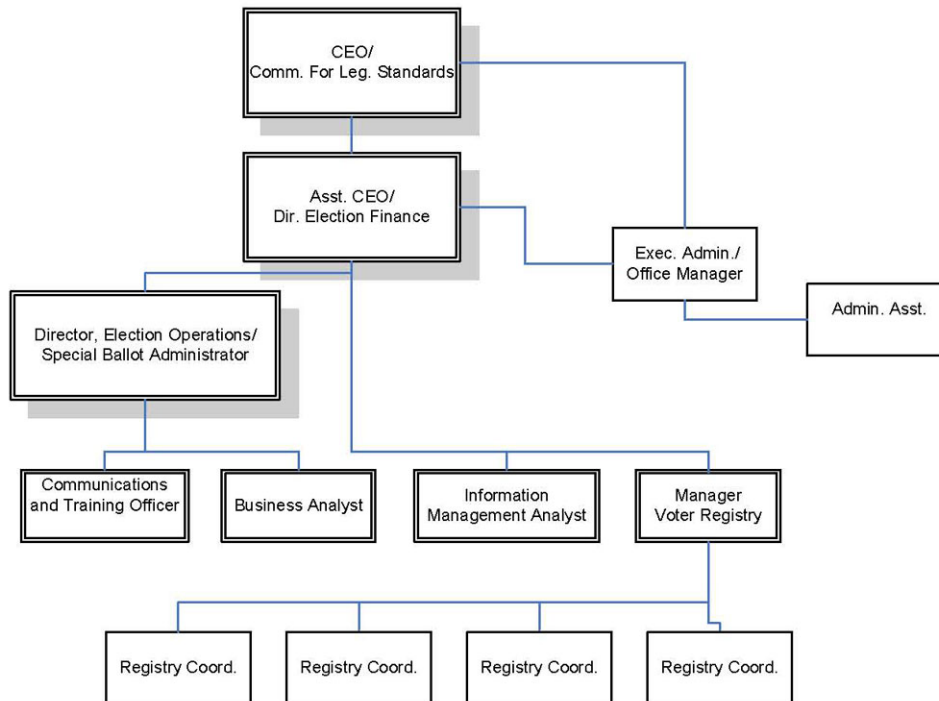 CEO/
Comm. For Leg. Standards
Asst. CEO/
Dir. Election Finance
Exec. Admin./
Office Manager
Admin. Asst.
Director, Election Operations/
Special Ballot Administrator
Communications
and Training Officer
Business Analyst
Information
Management Analyst
Manager
Voter Registry
Registry Coord.
Registry Coord.
Registry Coord.
Registry Coord.